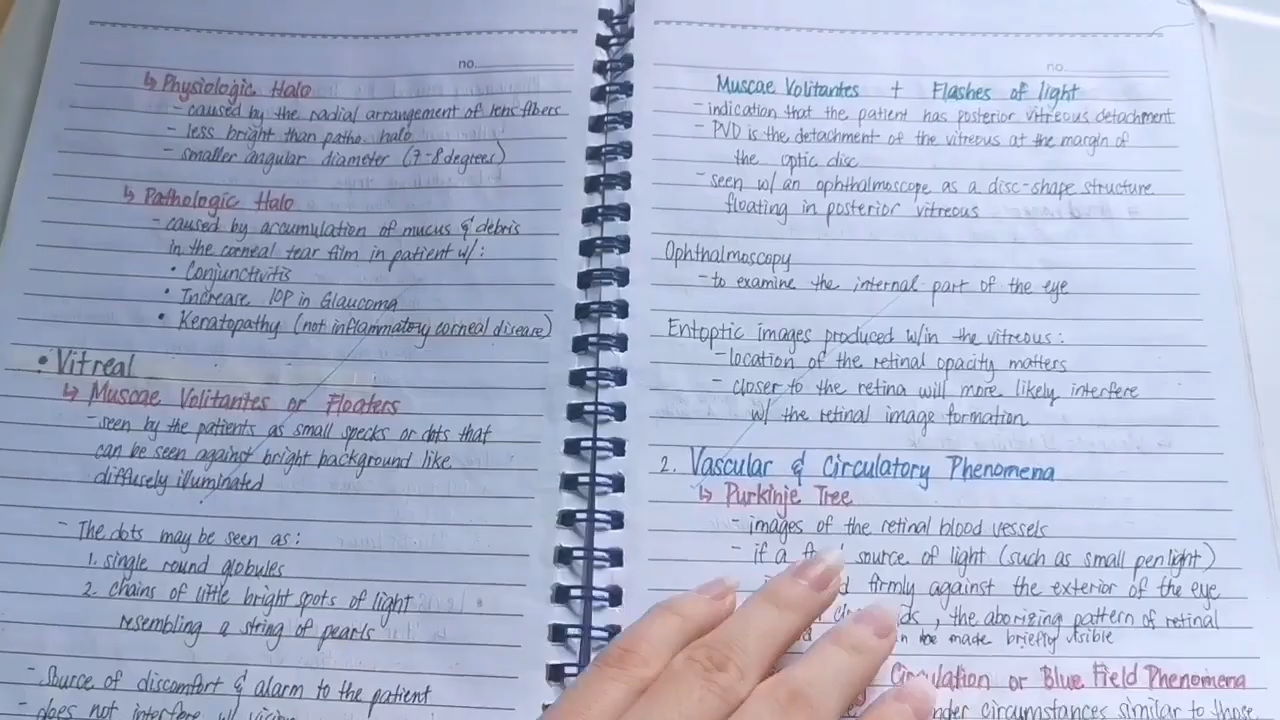 no.
↳ Physiologic Halo
- caused by the radial arrangement of lens fibers
- less bright than patho. halo
- smaller angular diameter (7-8 degrees)
↳ Pathologic Halo
- caused by accumulation of mucus & debris
in the corneal tear film in patient w/:
• Conjunctivitis
• Increase IOP in Glaucoma
• Keratopathy (not inflammatory corneal disease)
• Vitreal
↳ Muscae Volitantes or Floaters
- seen by the patients as small specks or dots that
can be seen against bright background like
diffusely illuminated
- The dots may be seen as:
1. single round globules
2. chains of little bright spots of light
resembling a string of pearls
- Source of discomfort & alarm to the patient
- does not interfere w/
no.
Muscae Volitantes + Flashes of light
- indication that the patient has posterior vitreous detachment
- PVD is the detachment of the vitreous at the margin of
the optic disc
- seen w/ an ophthalmoscope as a disc-shape structure
floating in posterior vitreous
Ophthalmoscopy
- to examine the internal part of the eye
Entoptic images produced w/in the vitreous:
- location of the retinal opacity matters
- closer to the retina will more likely interfere
w/ the retinal image formation
2. Vascular & Circulatory Phenomena
↳ Purkinje Tree
- images of the retinal blood vessels
- if a source of light (such as small penlight)
firmly against the exterior of the eye
, the aborizing pattern of retinal
be made briefly visible
Circulation or Blue Field Phenomena
circumstances similar to those